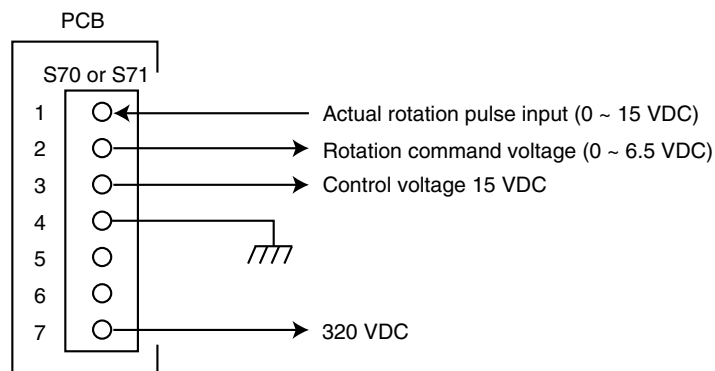 PCB
S70 or S71
1 Actual rotation pulse input (0 ~ 15 VDC)
2 Rotation command voltage (0 ~ 6.5 VDC)
3 Control voltage 15 VDC
4
5
6
7 320 VDC